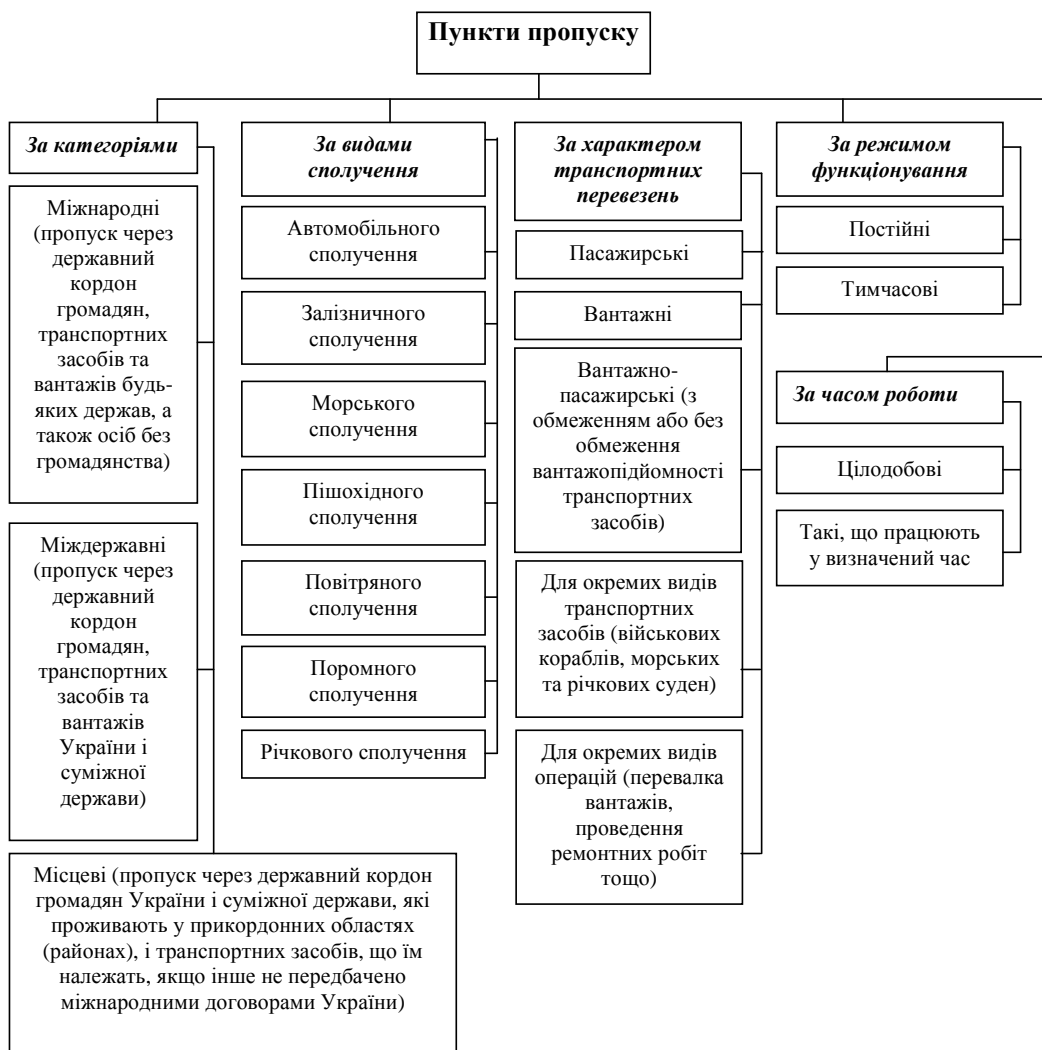 Пункти пропуску
За категоріями
Міжнародні
(пропуск через
державний
кордон
громадян,
транспортних
засобів та
вантажів будь-
яких держав, а
також осіб без
громадянства)
Міждержавні
(пропуск через
державний
кордон
громадян,
транспортних
засобів та
вантажів
України і
суміжної
держави)
Місцеві (пропуск через державний кордон
громадян України і суміжної держави, які
проживають у прикордонних областях
(районах), і транспортних засобів, що їм
належать, якщо інше не передбачено
міжнародними договорами України)
За видами
сполучення
Автомобільного
сполучення
Залізничного
сполучення
Морського
сполучення
Пішохідного
сполучення
Повітряного
сполучення
Поромного
сполучення
Річкового сполучення
За характером
транспортних
перевезень
Пасажирські
Вантажні
Вантажно-
пасажирські (з
обмеженням або без
обмеження
вантажопідйомності
транспортних
засобів)
Для окремих видів
транспортних
засобів (військових
кораблів, морських
та річкових суден)
Для окремих видів
операцій (перевалка
вантажів,
проведення
ремонтних робіт
тощо)
За режимом
функціонування
Постійні
Тимчасові
За часом роботи
Цілодобові
Такі, що працюють
у визначений час